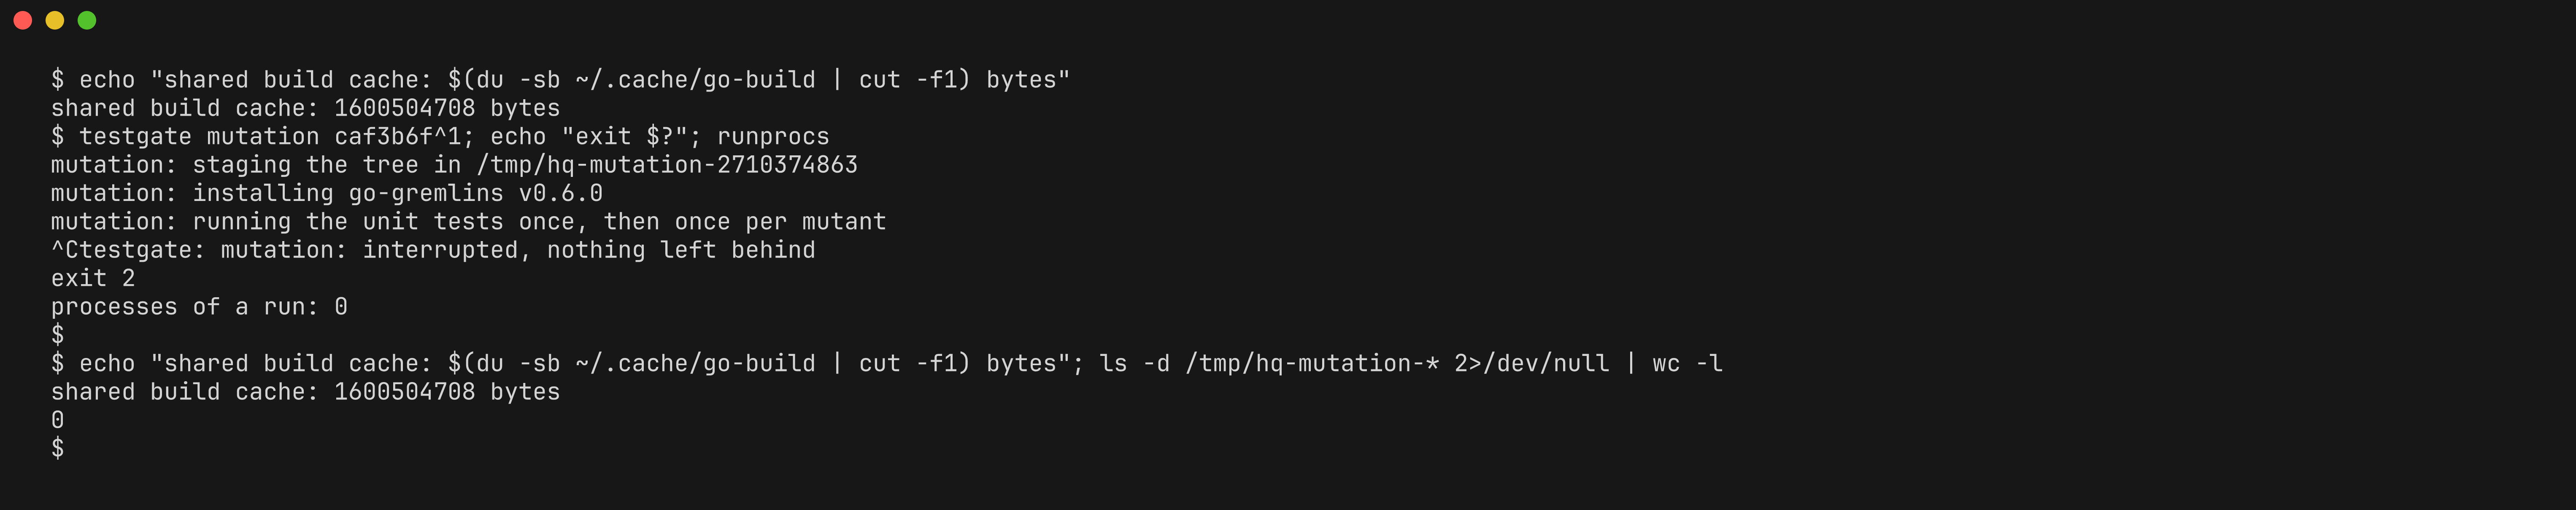 $ echo "shared build cache: $(du -sb ~/.cache/go-build | cut -f1) bytes"
shared build cache: 1600504708 bytes
$ testgate mutation caf3b6f^1; echo "exit $?"; runprocs
mutation: staging the tree in /tmp/hq-mutation-2710374863
mutation: installing go-gremlins v0.6.0
mutation: running the unit tests once, then once per mutant
^Ctestgate: mutation: interrupted, nothing left behind
exit 2
processes of a run: 0
$
$ echo "shared build cache: $(du -sb ~/.cache/go-build | cut -f1) bytes"; ls -d /tmp/hq-mutation-* 2>/dev/null | wc -l
shared build cache: 1600504708 bytes
0
$